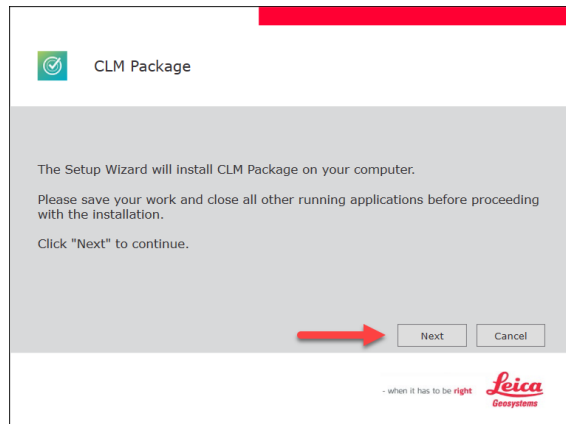 CLM Package
The Setup Wizard will install CLM Package on your computer.
Please save your work and close all other running applications before proceeding
with the installation.
Click "Next" to continue.
Next
Cancel
- when it has to be right
Leica
Geosystems